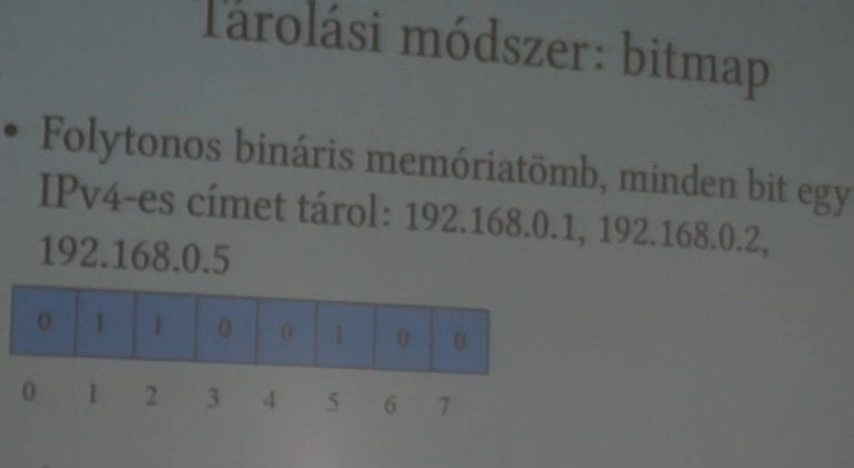 Tárolási módszer: bitmap
• Folytonos bináris memóriatömb, minden bit egy
IPv4-es címet tárol: 192.168.0.1, 192.168.0.2,
192.168.0.5
0 1 1 0 0 1 0 0
0 1 2 3 4 5 6 7